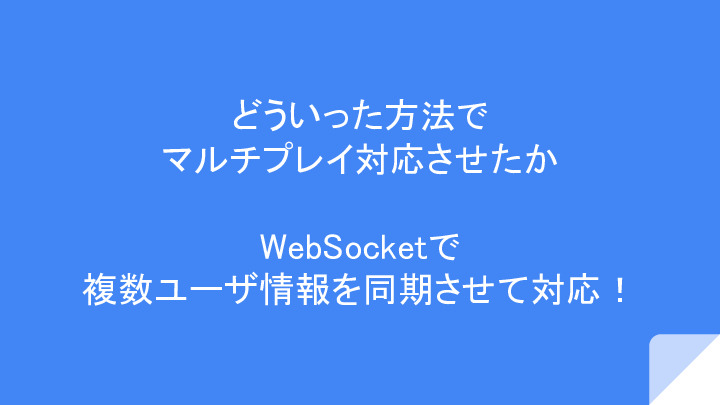 どういった方法で
マルチプレイ対応させたか
WebSocketで
複数ユーザ情報を同期させて対応！